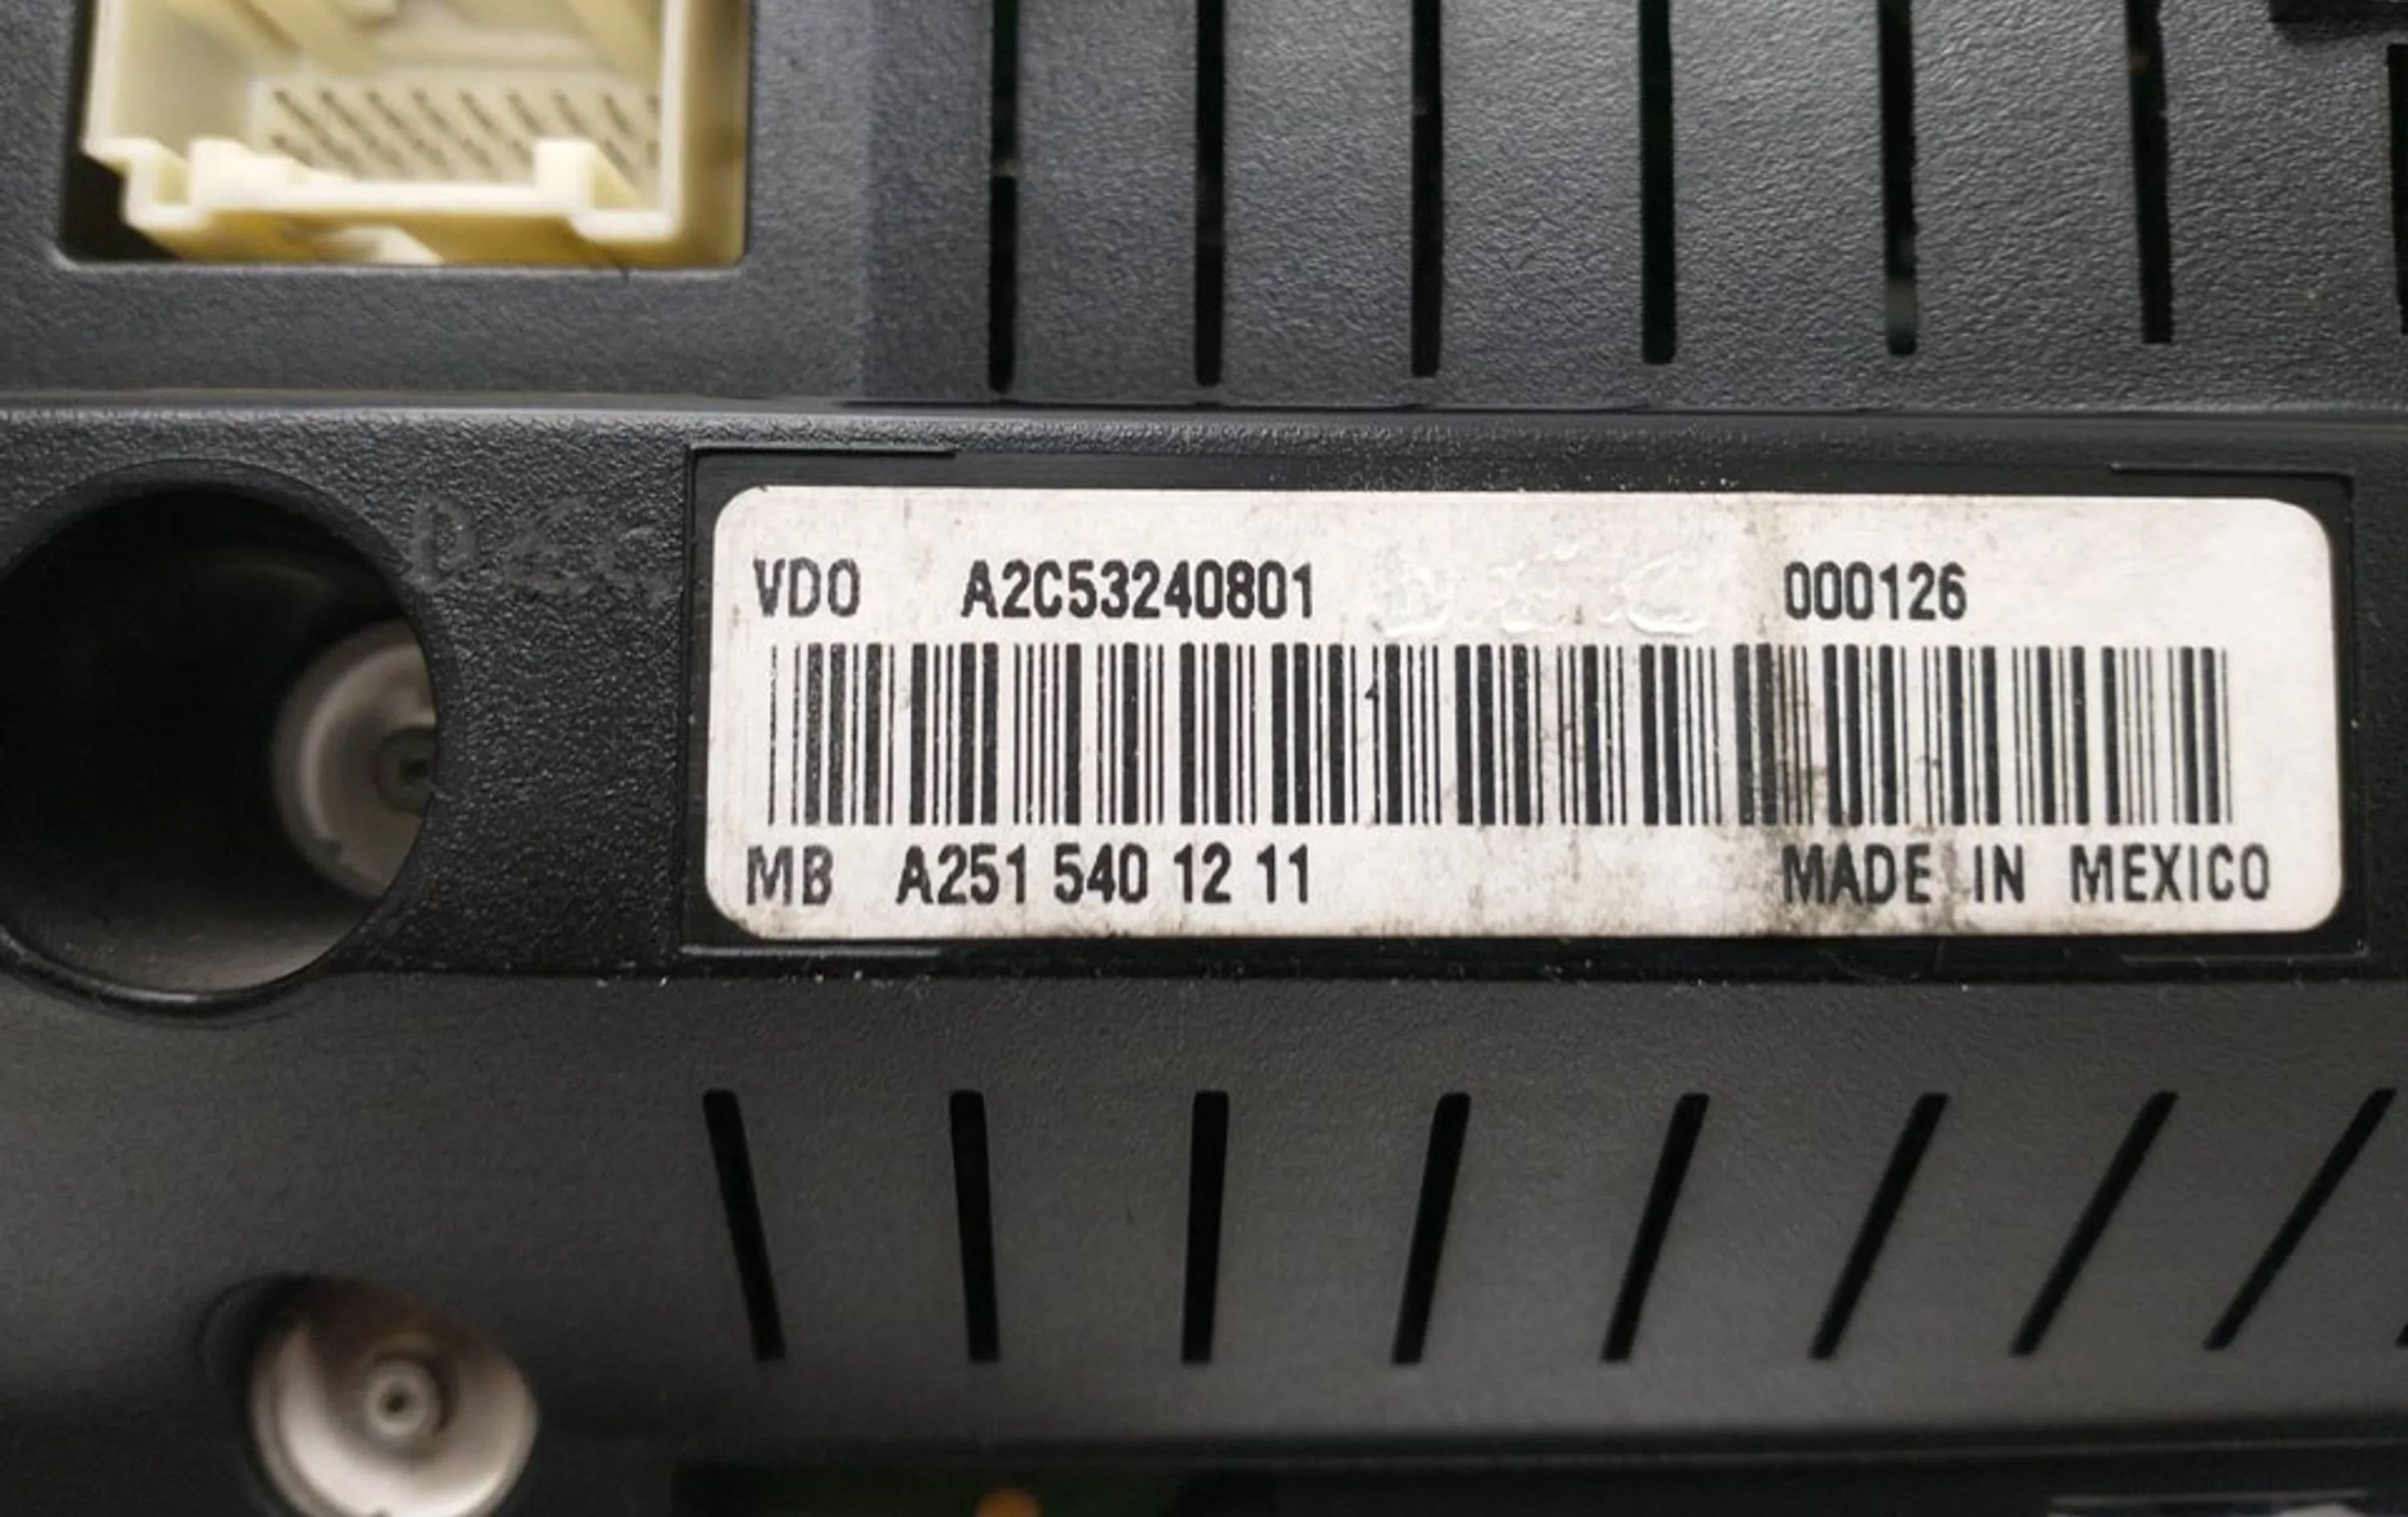 VDO A2C53240801 000126
MB A251 540 12 11 MADE IN MEXICO